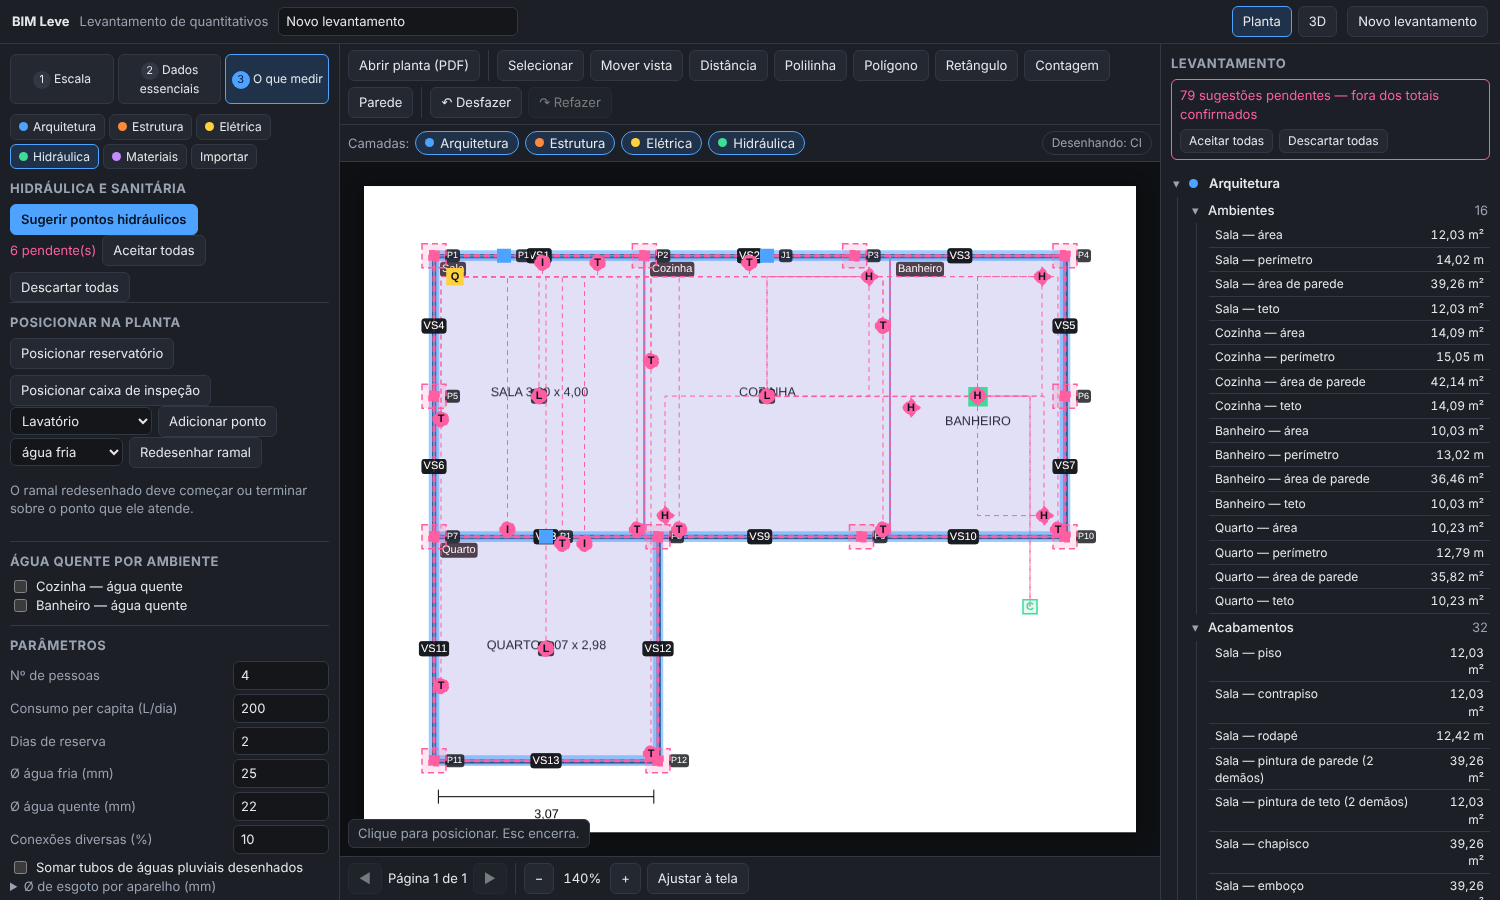 BIM Leve Levantamento de quantitativos Novo levantamento Planta 3D Novo levantamento
1 Escala
2 Dados essenciais
3 O que medir
Arquitetura Estrutura Elétrica
Hidráulica Materiais Importar
HIDRÁULICA E SANITÁRIA
Sugerir pontos hidráulicos
6 pendente(s) Aceitar todas
Descartar todas
POSICIONAR NA PLANTA
Posicionar reservatório
Posicionar caixa de inspeção
Lavatório Adicionar ponto
água fria Redesenhar ramal
O ramal redesenhado deve começar ou terminar
sobre o ponto que ele atende.
ÁGUA QUENTE POR AMBIENTE
Cozinha — água quente
Banheiro — água quente
PARÂMETROS
Nº de pessoas 4
Consumo per capita (L/dia) 200
Dias de reserva 2
Ø água fria (mm) 25
Ø água quente (mm) 22
Conexões diversas (%) 10
Somar tubos de águas pluviais desenhados
Ø de esgoto por aparelho (mm)
Abrir planta (PDF) Selecionar Mover vista Distância Polilinha Polígono Retângulo Contagem
Parede ↶ Desfazer ↷ Refazer
Camadas: Arquitetura Estrutura Elétrica Hidráulica Desenhando: CI
P1 P2 J1 P3 VS3 P4
I T T
Q Cozinha Banheiro H H
VS4 T VS5
T
P5 L L H P6
BANHEIRO
T H
VS6 VS7
H H
I T T T T
P7 VS9 VS10 P10
T I
Quarto
C
VS11 L VS12
T
T
P11 VS13 P12
3,07
Clique para posicionar. Esc encerra.
◀ Página 1 de 1 ▶ − 140% + Ajustar à tela
LEVANTAMENTO
79 sugestões pendentes — fora dos totais
confirmados
Aceitar todas Descartar todas
Arquitetura
Ambientes 16
Sala — área 12,03 m²
Sala — perímetro 14,02 m
Sala — área de parede 39,26 m²
Sala — teto 12,03 m²
Cozinha — área 14,09 m²
Cozinha — perímetro 15,05 m
Cozinha — área de parede 42,14 m²
Cozinha — teto 14,09 m²
Banheiro — área 10,03 m²
Banheiro — perímetro 13,02 m
Banheiro — área de parede 36,46 m²
Banheiro — teto 10,03 m²
Quarto — área 10,23 m²
Quarto — perímetro 12,79 m
Quarto — área de parede 35,82 m²
Quarto — teto 10,23 m²
Acabamentos 32
Sala — piso 12,03 m²
Sala — contrapiso 12,03 m²
Sala — rodapé 12,42 m
Sala — pintura de parede (2 demãos) 39,26 m²
Sala — pintura de teto (2 demãos) 12,03 m²
Sala — chapisco 39,26 m²
Sala — emboço 39,26